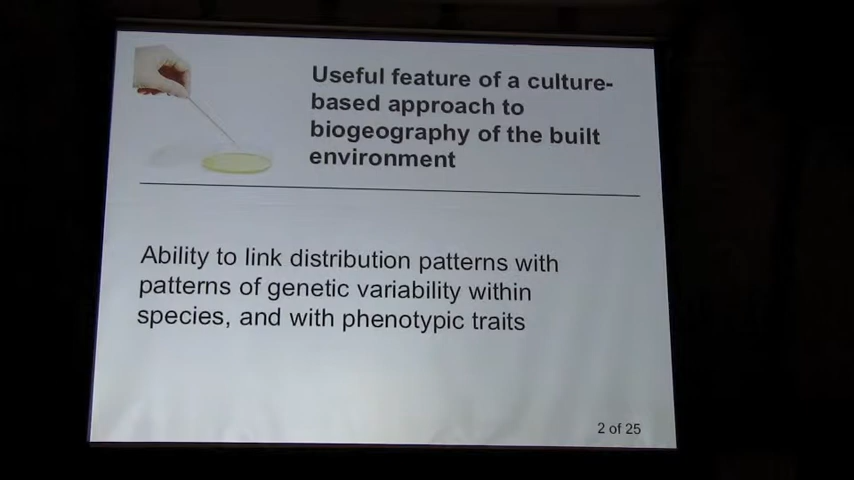 Useful feature of a culture-
based approach to
biogeography of the built
environment
Ability to link distribution patterns with
patterns of genetic variability within
species, and with phenotypic traits
2 of 25